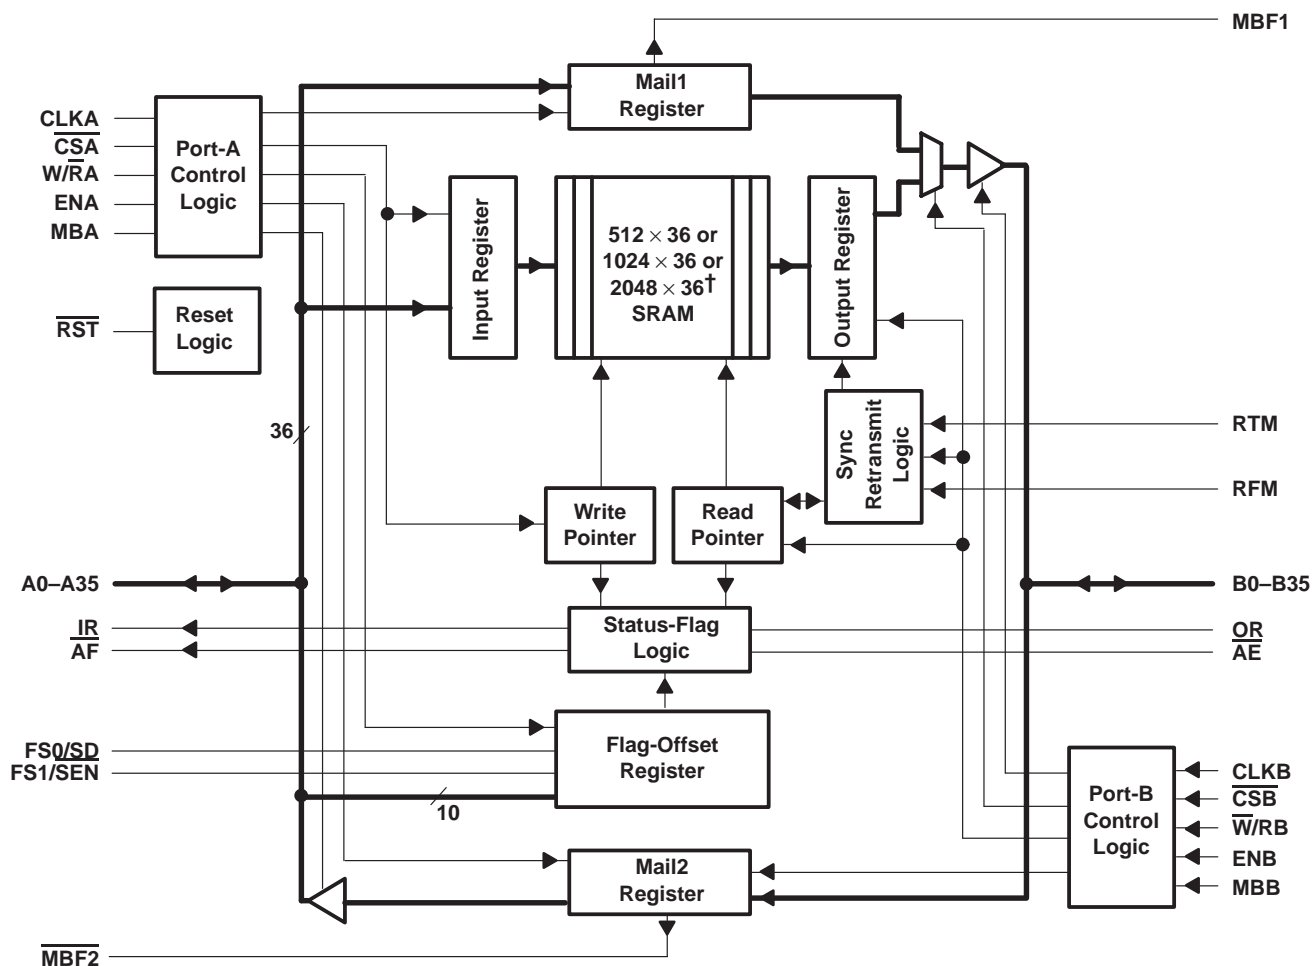 MBF1
Mail1
Register
CLKA
CSA
W/RA
ENA
MBA
Port-A
Control
Logic
Input Register
512 × 36 or
1024 × 36 or
2048 × 36†
SRAM
Output Register
RST
Reset
Logic
36
Sync
Retransmit
Logic
RTM
RFM
Write
Pointer
Read
Pointer
A0–A35
B0–B35
IR
AF
Status-Flag
Logic
OR
AE
FS0/SD
FS1/SEN
Flag-Offset
Register
10
Port-B
Control
Logic
CLKB
CSB
W/RB
ENB
MBB
Mail2
Register
MBF2